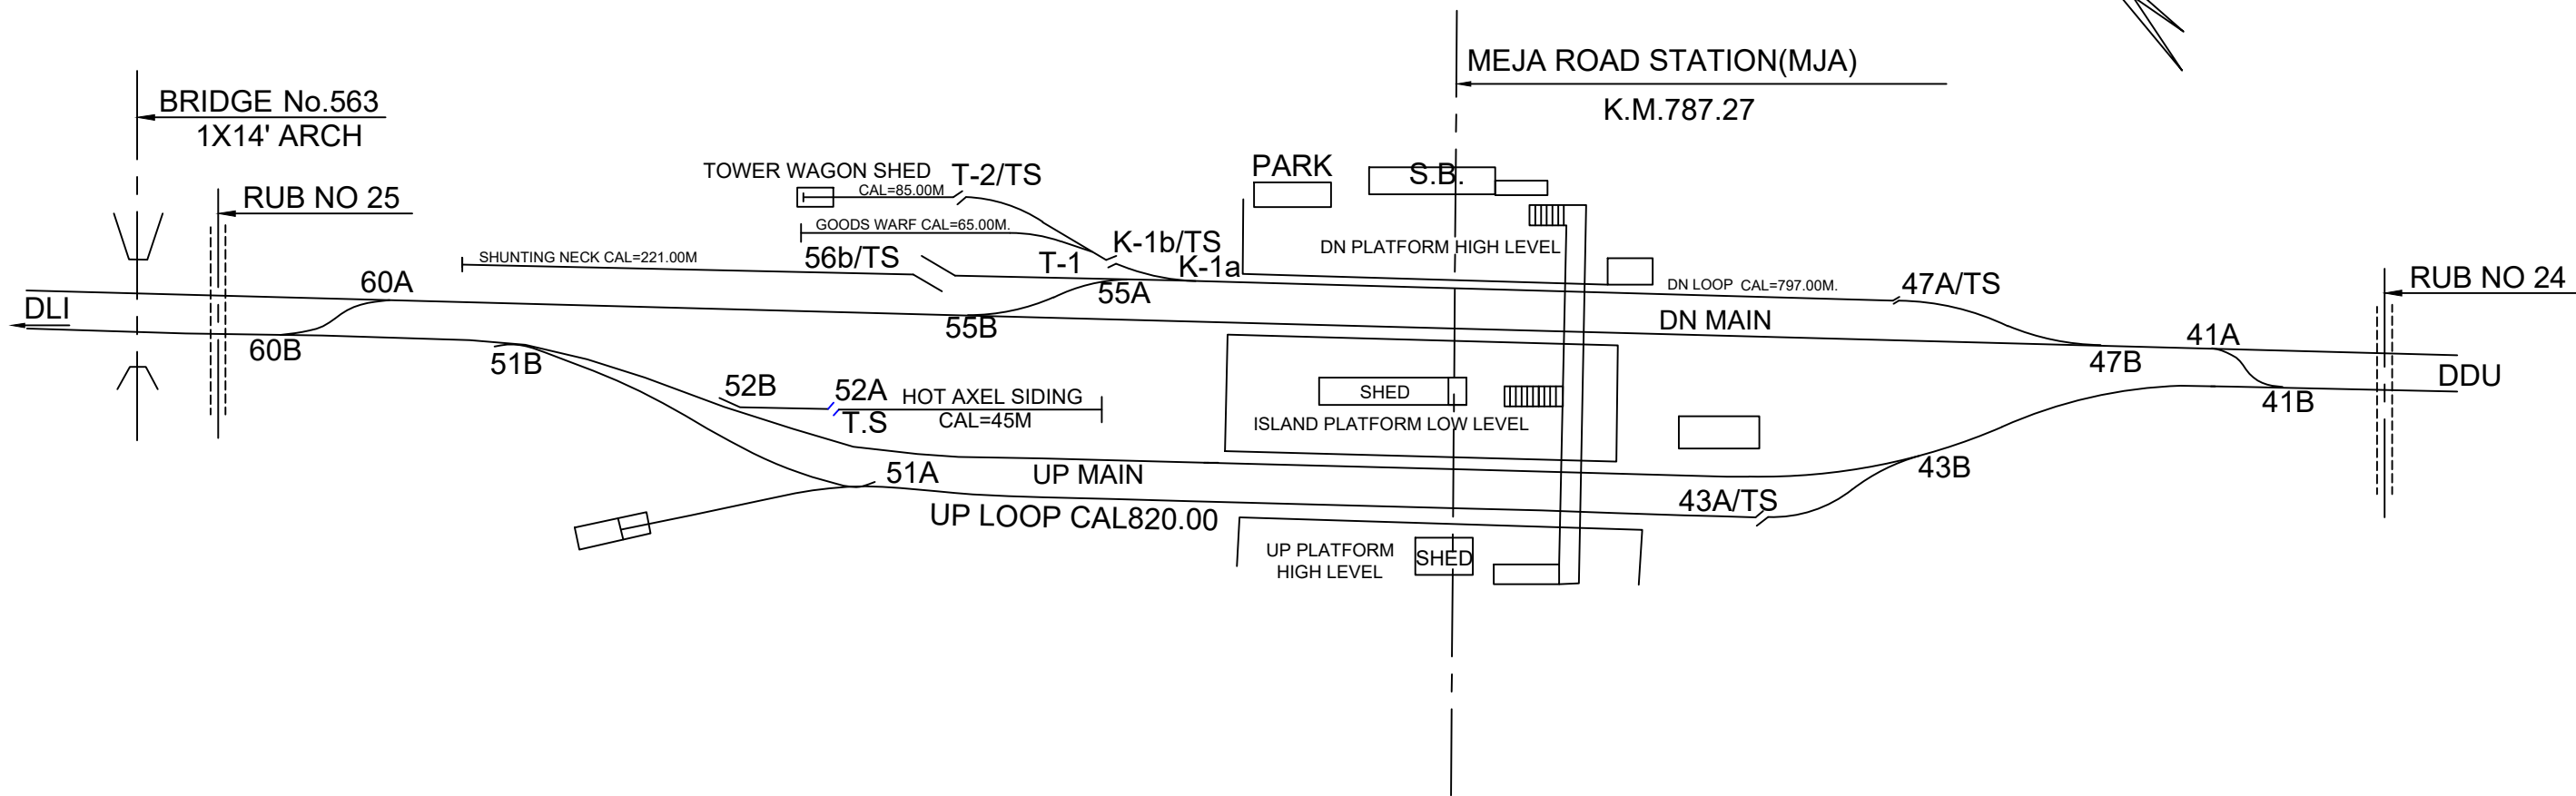 MEJA ROAD STATION(MJA)
K.M.787.27
BRIDGE No.563
1X14' ARCH
RUB NO 25
TOWER WAGON SHED
CAL=85.00M
T-2/TS
PARK
S.B.
GOODS WARF CAL=65.00M.
SHUNTING NECK CAL=221.00M
56b/TS
T-1
K-1b/TS
K-1a
DN PLATFORM HIGH LEVEL
DN LOOP CAL=797.00M.
47A/TS
RUB NO 24
60A
55A
DLI
60B
51B
55B
DN MAIN
47B
41A
DDU
41B
52B
52A
T.S
HOT AXEL SIDING
CAL=45M
SHED
ISLAND PLATFORM LOW LEVEL
51A
UP MAIN
43B
43A/TS
UP LOOP CAL820.00
UP PLATFORM
HIGH LEVEL
SHED